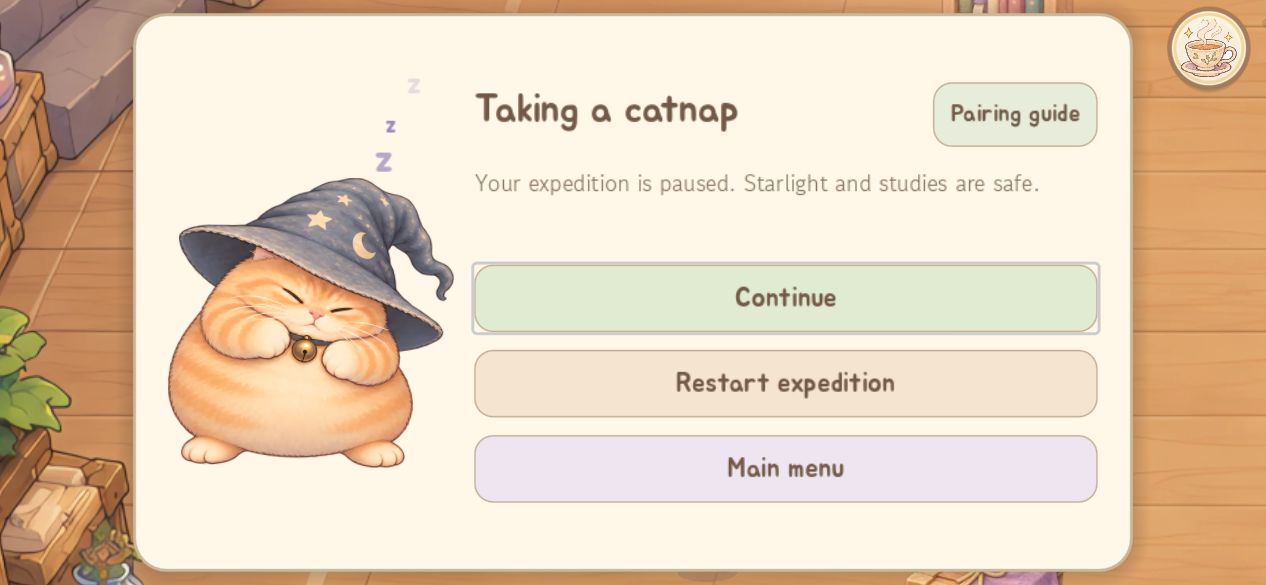 z
z
z
Taking a catnap
Pairing guide
Your expedition is paused. Starlight and studies are safe.
Continue
Restart expedition
Main menu